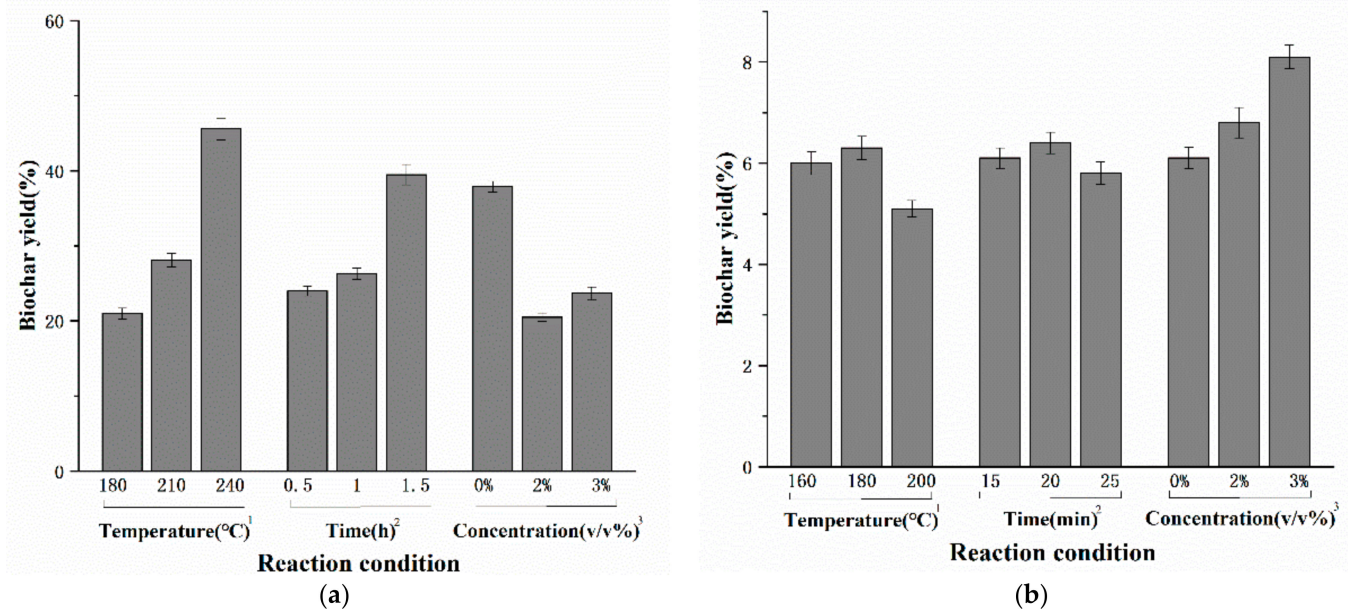 60
40
20
0
Biochar yield(%)
180 210 240 0.5 1 1.5 0% 2% 3%
Temperature(℃)1 Time(h)2 Concentration(v/v%)3
Reaction condition
(a)
8
6
4
2
0
Biochar yield(%)
160 180 200 15 20 25 0% 2% 3%
Temperature(℃)1 Time(min)2 Concentration(v/v%)3
Reaction condition
(b)